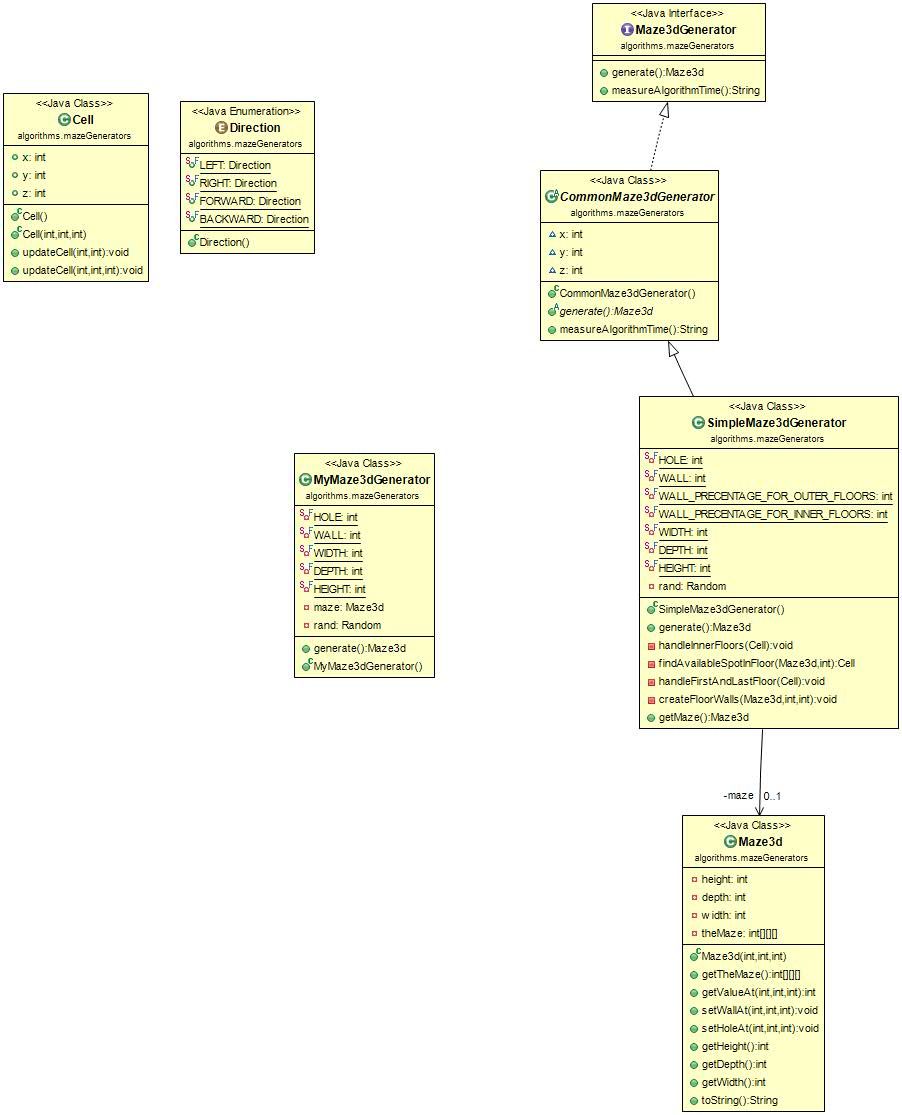 <<Java Interface>>
Maze3dGenerator
algorithms.mazeGenerators
generate():Maze3d
measureAlgorithmTime():String
<<Java Class>>
Cell
algorithms.mazeGenerators
x: int
y: int
z: int
Cell()
Cell(int,int,int)
updateCell(int,int):void
updateCell(int,int,int):void
<<Java Enumeration>>
Direction
algorithms.mazeGenerators
LEFT: Direction
RIGHT: Direction
FORWARD: Direction
BACKWARD: Direction
Direction()
<<Java Class>>
CommonMaze3dGenerator
algorithms.mazeGenerators
x: int
y: int
z: int
CommonMaze3dGenerator()
generate():Maze3d
measureAlgorithmTime():String
<<Java Class>>
SimpleMaze3dGenerator
algorithms.mazeGenerators
HOLE: int
WALL: int
WALL_PRECENTAGE_FOR_OUTER_FLOORS: int
WALL_PRECENTAGE_FOR_INNER_FLOORS: int
WIDTH: int
DEPTH: int
HEIGHT: int
rand: Random
SimpleMaze3dGenerator()
generate():Maze3d
handleInnerFloors(Cell):void
findAvailableSpotInFloor(Maze3d,int):Cell
handleFirstAndLastFloor(Cell):void
createFloorWalls(Maze3d,int,int):void
getMaze():Maze3d
<<Java Class>>
MyMaze3dGenerator
algorithms.mazeGenerators
HOLE: int
WALL: int
WIDTH: int
DEPTH: int
HEIGHT: int
maze: Maze3d
rand: Random
generate():Maze3d
MyMaze3dGenerator()
-maze 0..1
<<Java Class>>
Maze3d
algorithms.mazeGenerators
height: int
depth: int
width: int
theMaze: int[][][]
Maze3d(int,int,int)
getTheMaze():int[][][]
getValueAt(int,int,int):int
setWallAt(int,int,int):void
setHoleAt(int,int,int):void
getHeight():int
getDepth():int
getWidth():int
toString():String